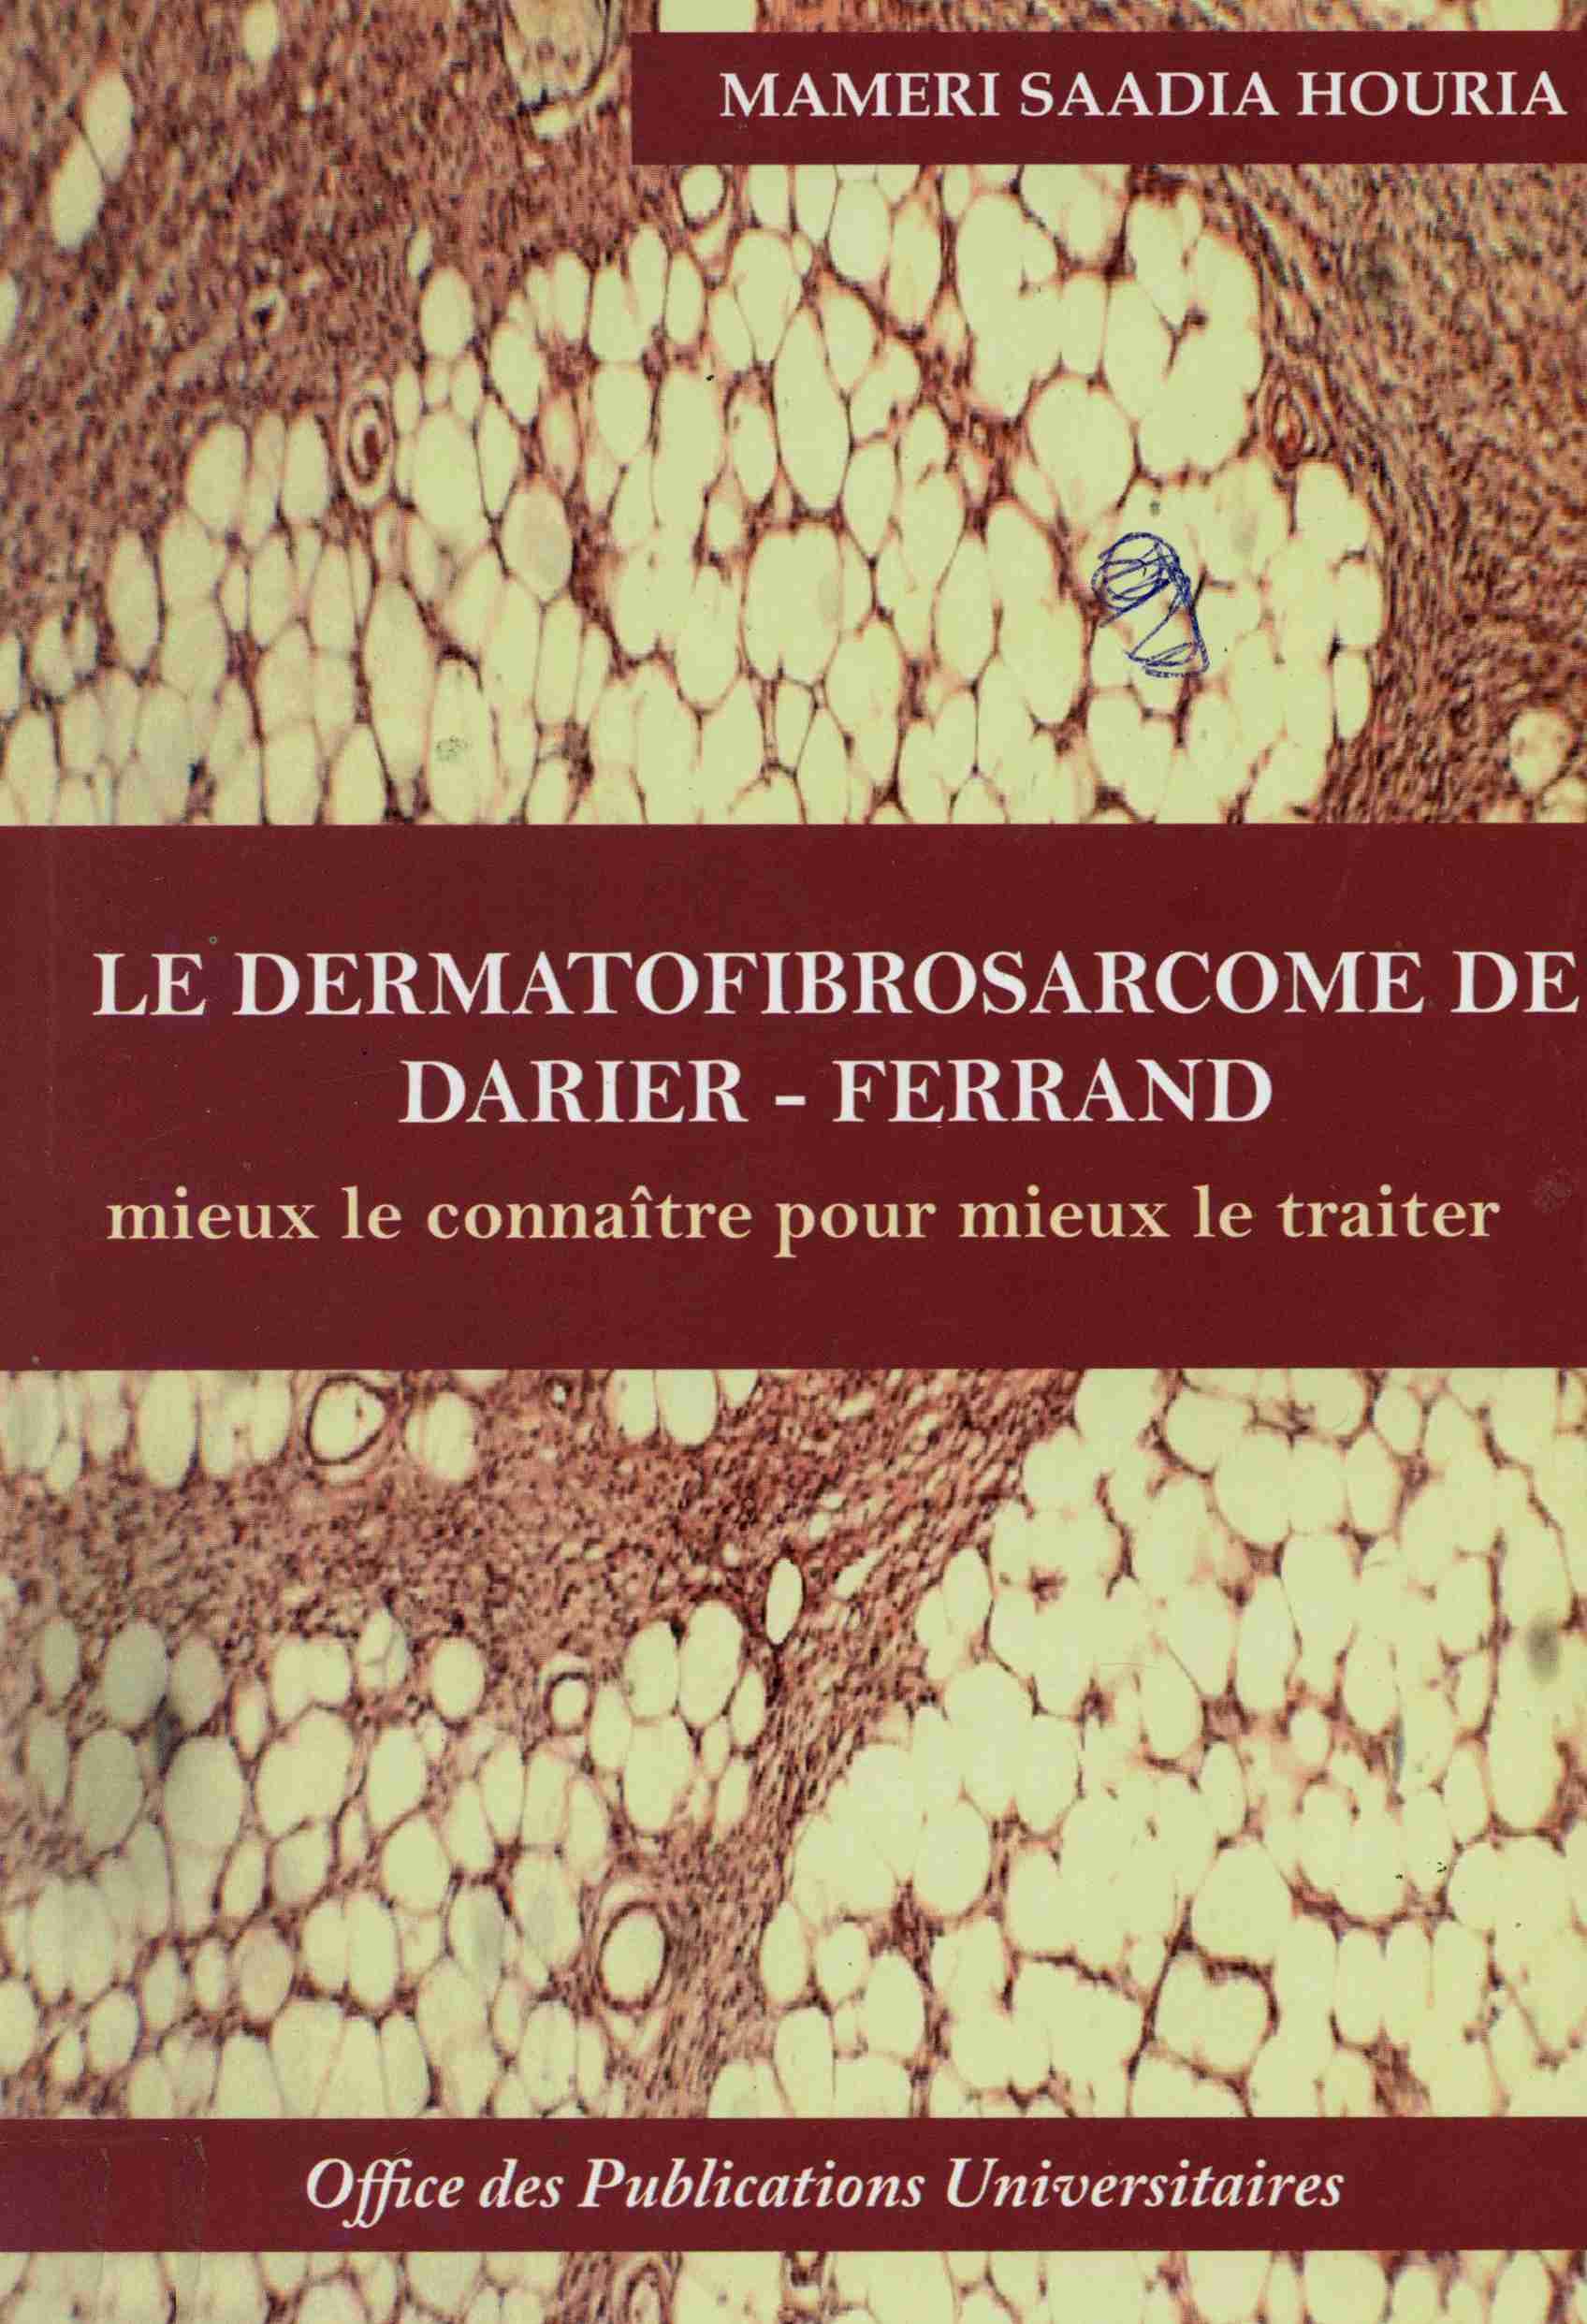 MAMERI SAADIA HOURIA
LE DERMATOFIBROSARCOME DE
DARIER - FERRAND
mieux le connaître pour mieux le traiter
Office des Publications Universitaires